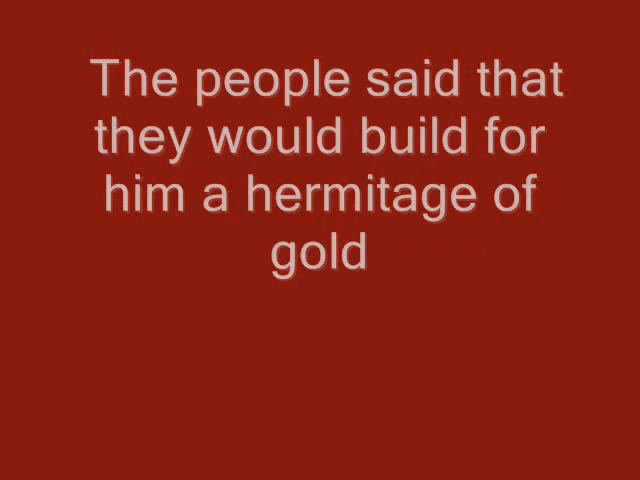 The people said that
they would build for
him a hermitage of
gold